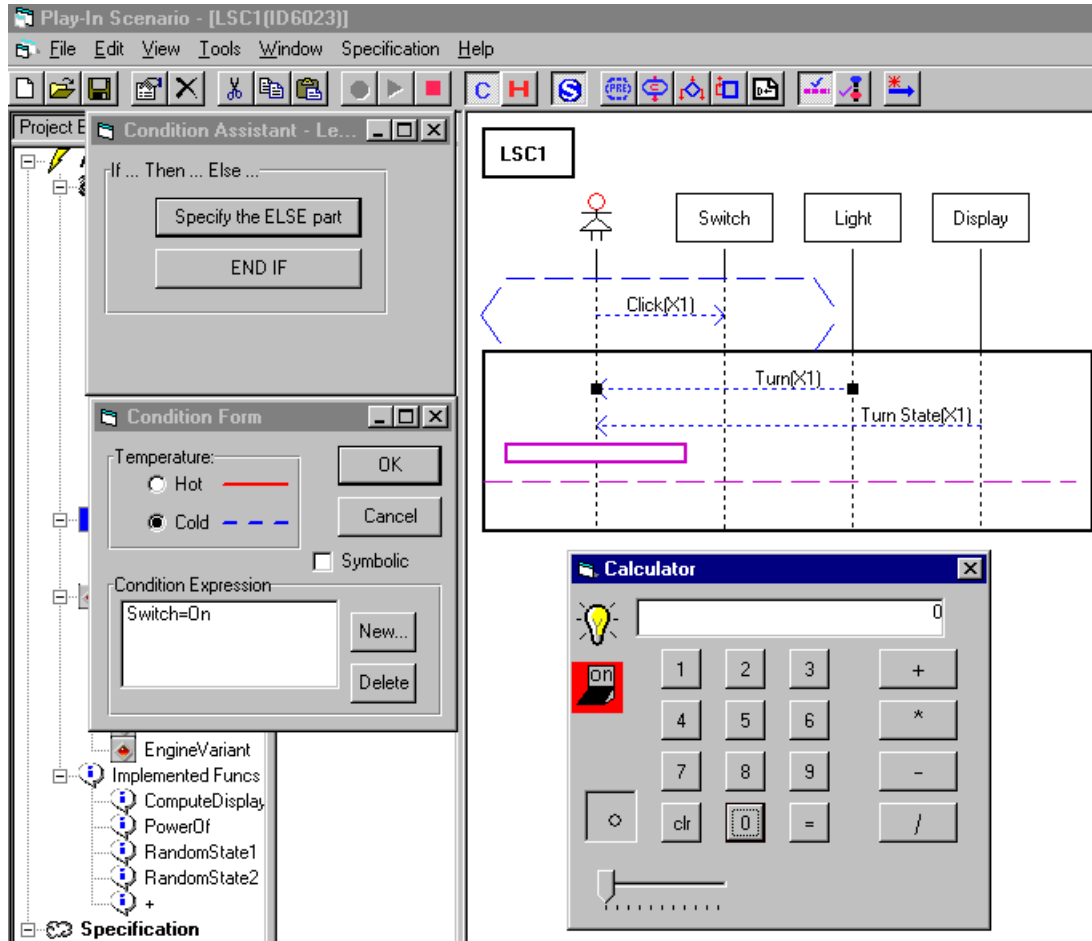 Play-In Scenario - [LSC1(ID6023)]
File Edit View Tools Window Specification Help
C H S PRE
Project E
Condition Assistant - Le...
If ... Then ... Else ...
Specify the ELSE part
END IF
LSC1
Switch Light Display
Click(X1)
Turn(X1)
Turn State(X1)
Condition Form
Temperature:
Hot
Cold
OK
Cancel
Symbolic
Condition Expression
Switch=On
New...
Delete
Calculator
0
on
1 2 3 +
4 5 6 *
7 8 9 -
clr 0 = /
EngineVariant
Implemented Funcs
ComputeDisplay
PowerOf
RandomState1
RandomState2
+
Specification